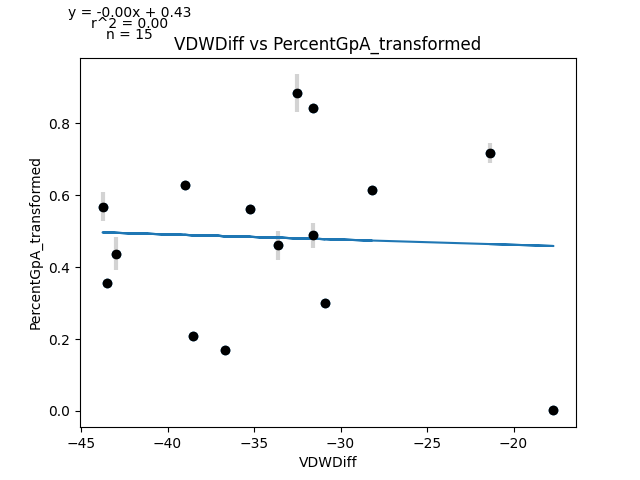 y = -0.00x + 0.43
r^2 = 0.00
n = 15
VDWDiff vs PercentGpA_transformed
PercentGpA_transformed
0.8
0.6
0.4
0.2
0.0
−45
−40
−35
−30
−25
−20
VDWDiff